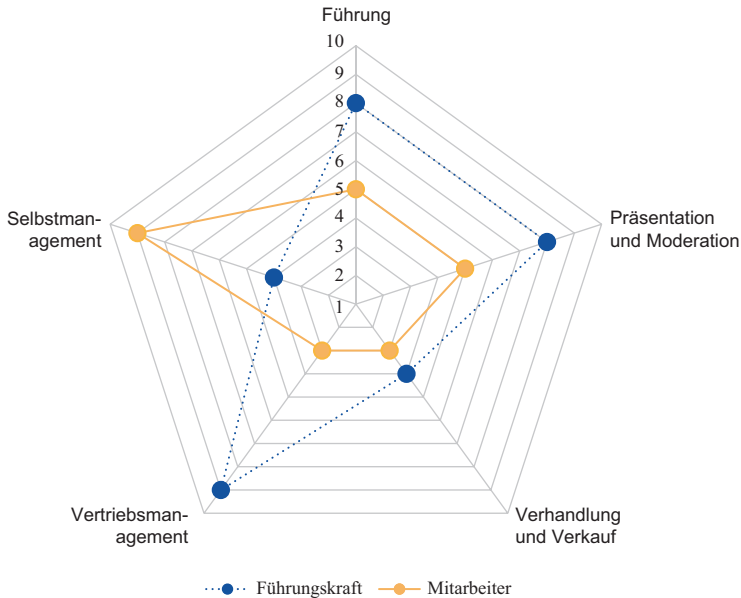 Führung
10
9
8
7
6
5
4
3
2
1
Selbstman-
agement
Präsentation
und Moderation
Vertriebsman-
agement
Verhandlung
und Verkauf
Führungskraft
Mitarbeiter